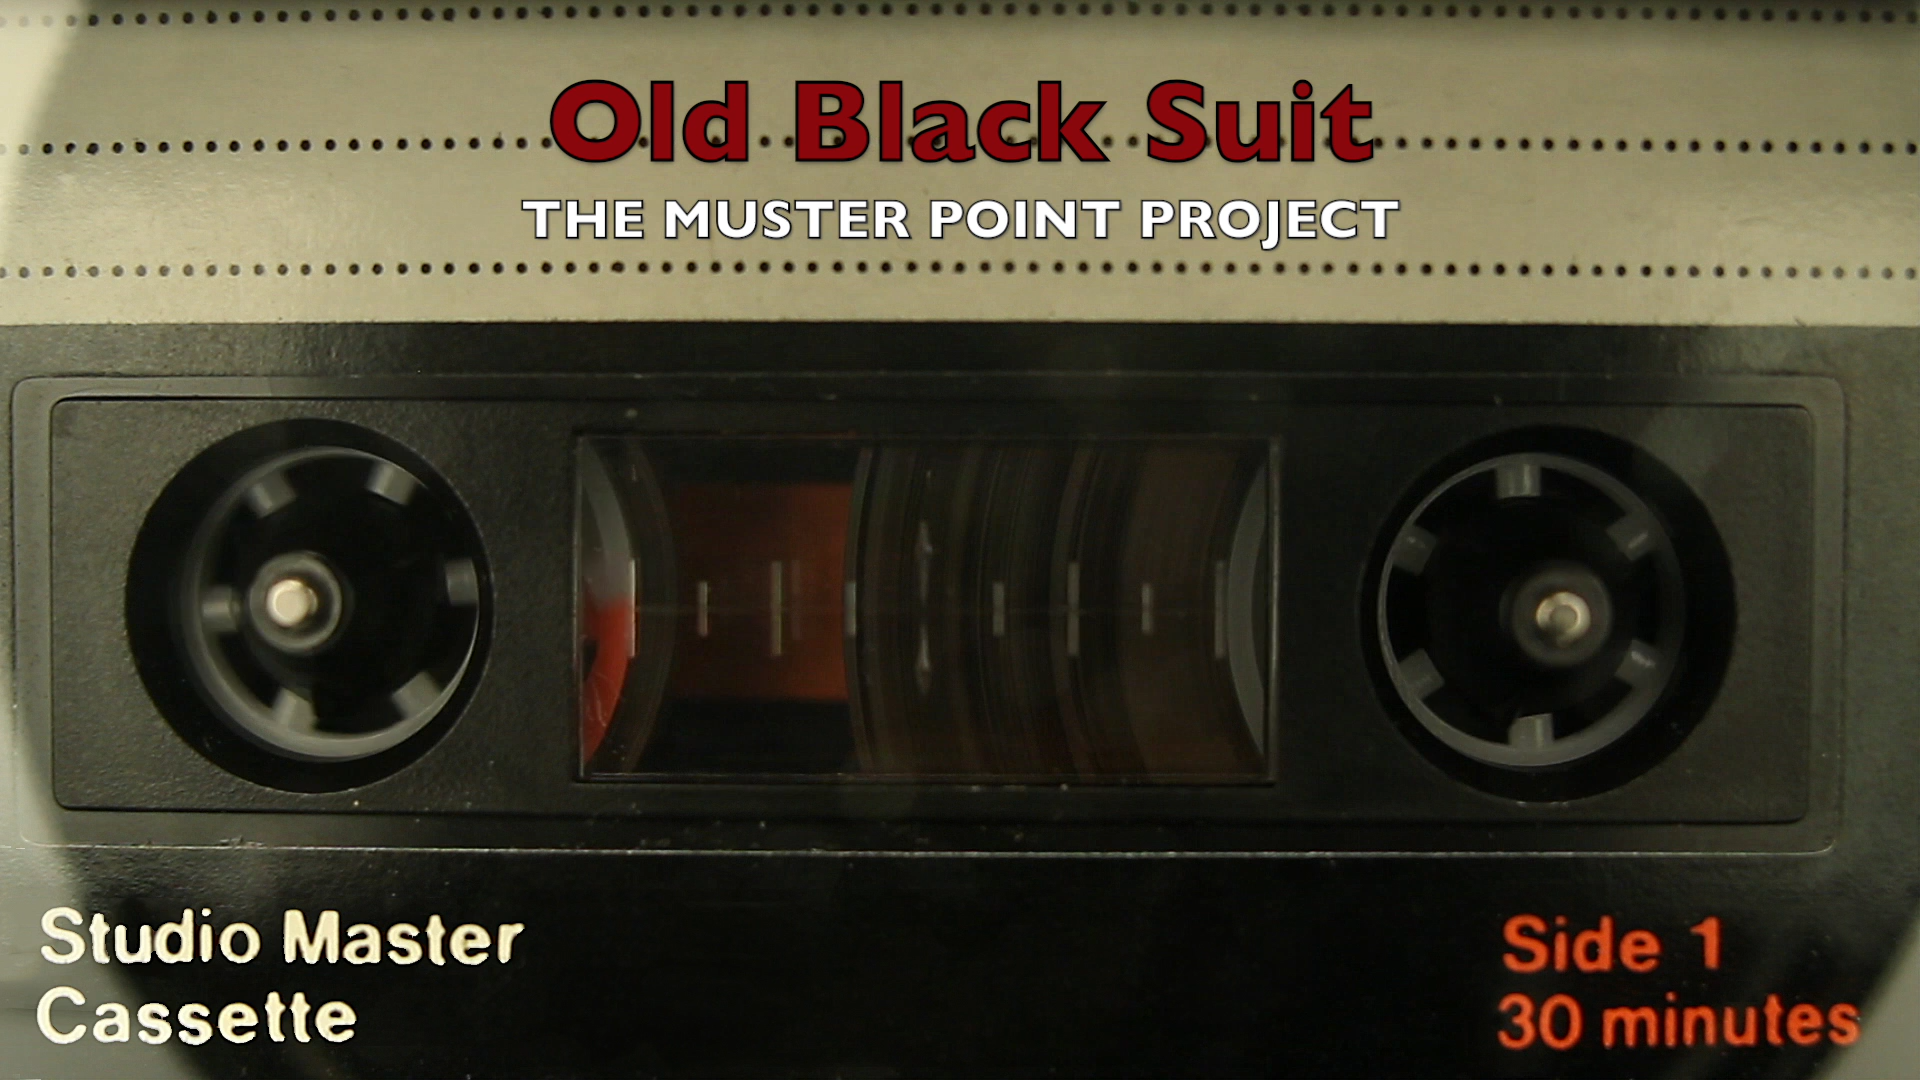 Old Black Suit
THE MUSTER POINT PROJECT
Studio Master
Cassette
Side 1
30 minutes